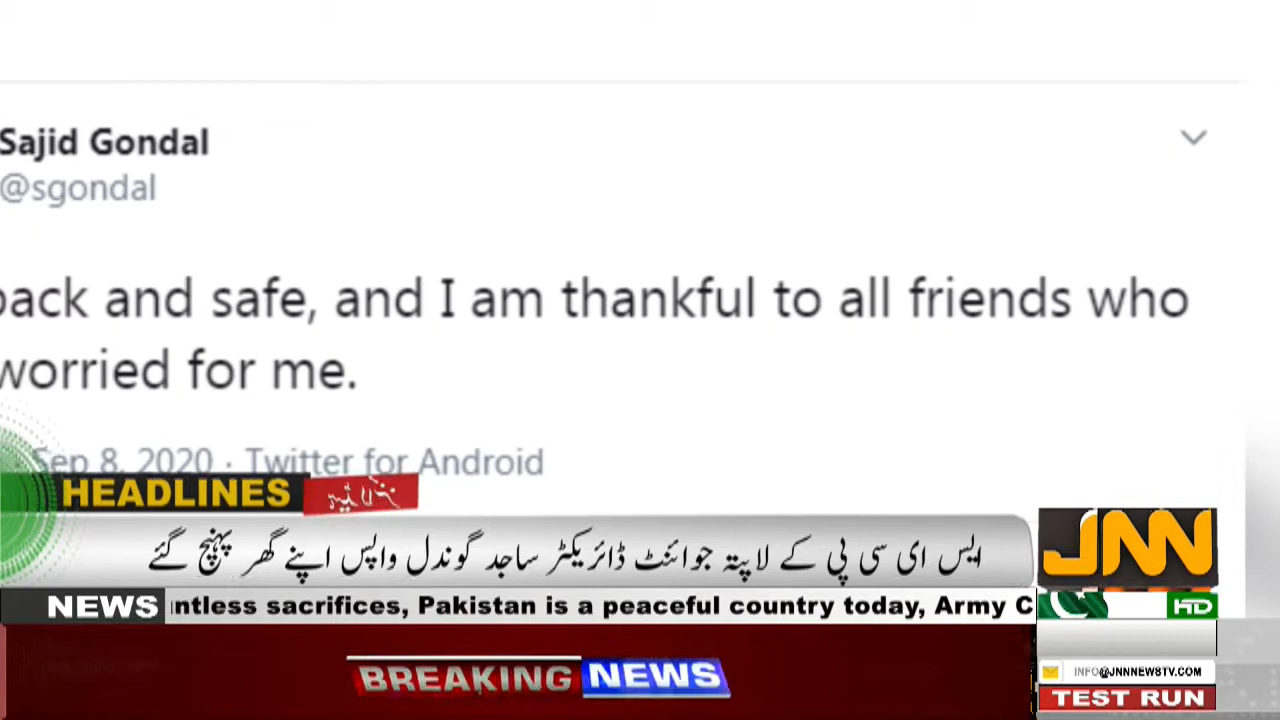 Sajid Gondal
@sgondal
back and safe, and I am thankful to all friends who
worried for me.
Sep 8, 2020 · Twitter for Android
HEADLINES
ایس ای سی پی کے لاپتہ جوائنٹ ڈائریکٹر ساجد گوندل واپس اپنے گھر پہنچ گئے
JNN
NEWS ntless sacrifices, Pakistan is a peaceful country today, Army C
HD
BREAKING NEWS
INFO@JNNNEWSTV.COM
TEST RUN